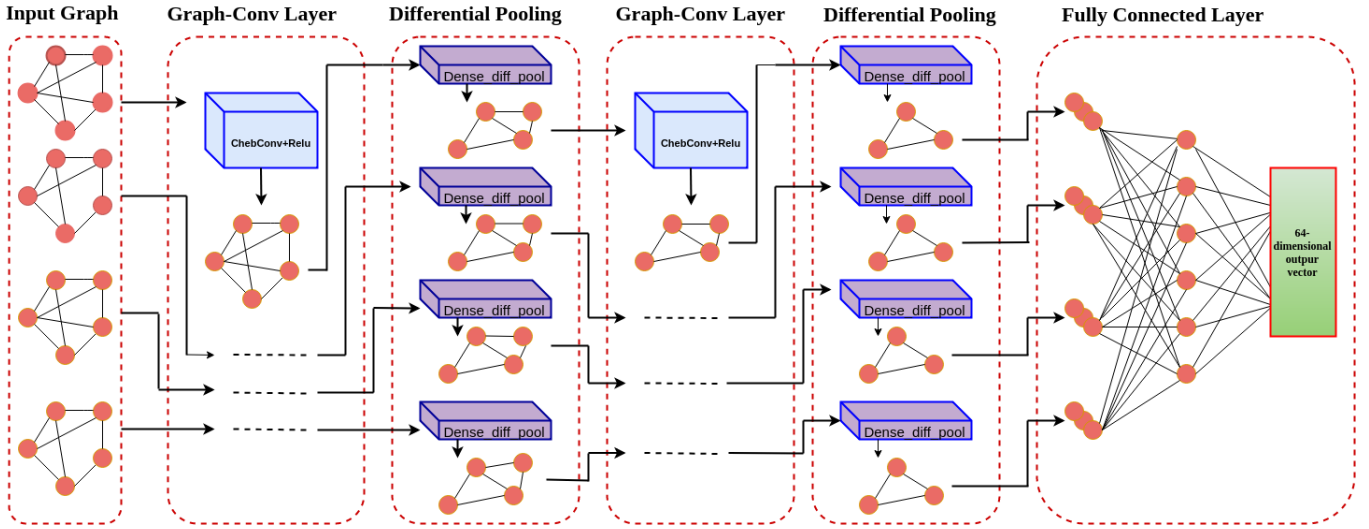 Input Graph
Graph-Conv Layer
Differential Pooling
Graph-Conv Layer
Differential Pooling
Fully Connected Layer
ChebConv+Relu
Dense_diff_pool
Dense_diff_pool
Dense_diff_pool
Dense_diff_pool
ChebConv+Relu
Dense_diff_pool
Dense_diff_pool
Dense_diff_pool
Dense_diff_pool
64-
dimensional
outpur
vector